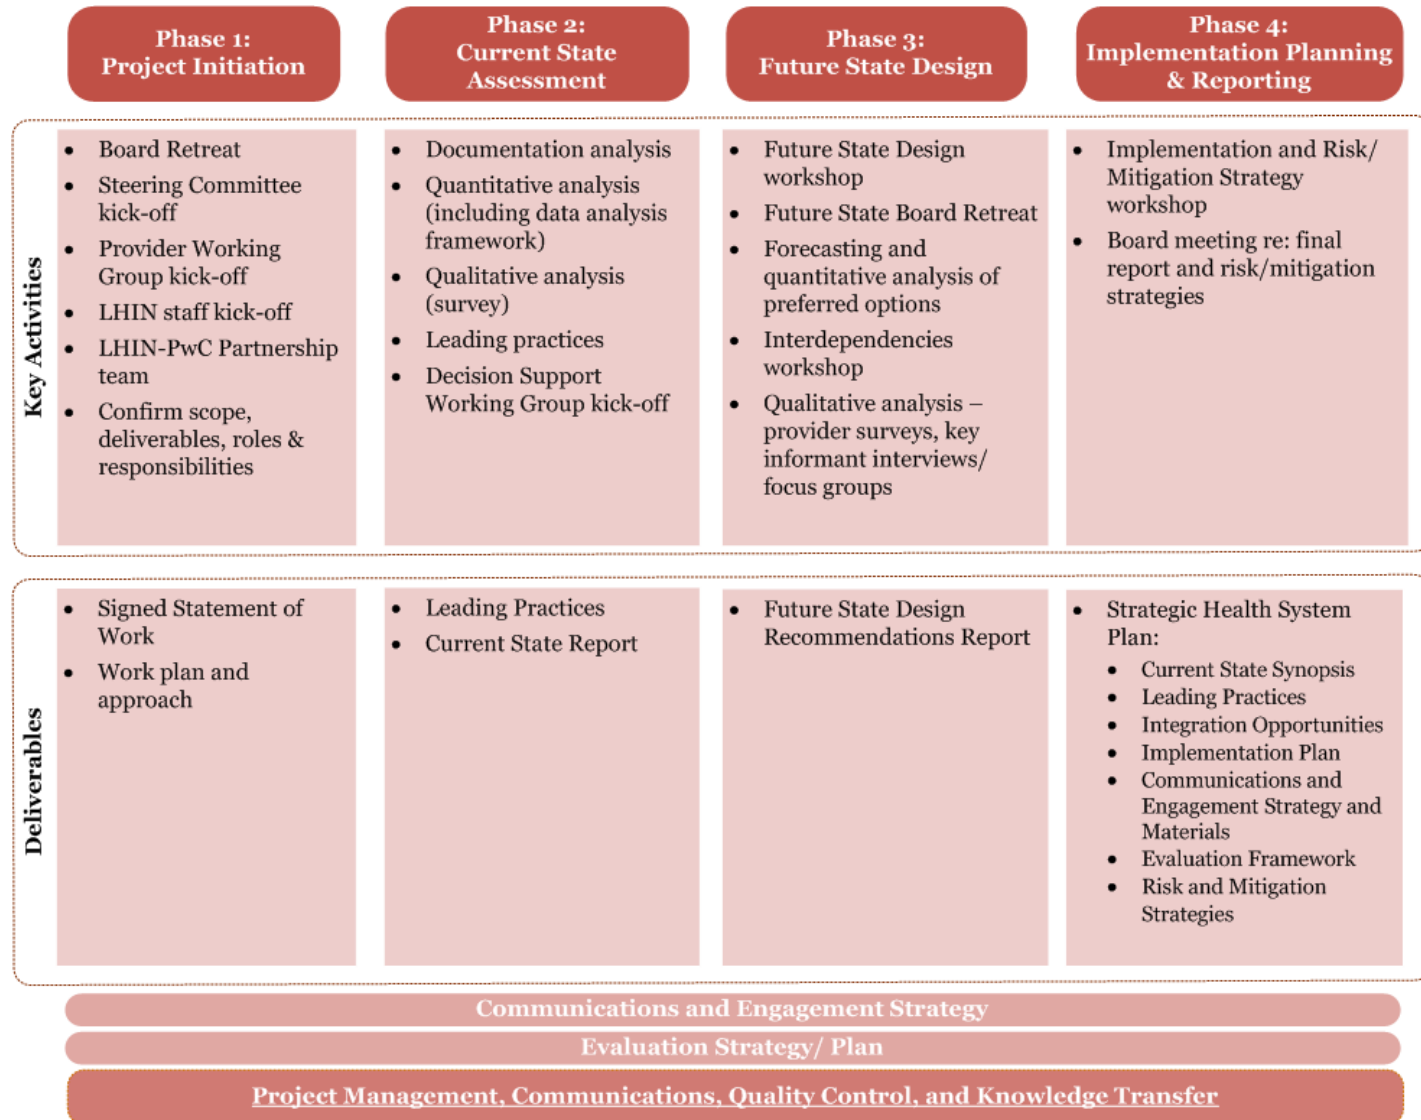 Phase 1:
Project Initiation
Phase 2:
Current State
Assessment
Phase 3:
Future State Design
Phase 4:
Implementation Planning
& Reporting
Key Activities
• Board Retreat
• Steering Committee
kick-off
• Provider Working
Group kick-off
• LHIN staff kick-off
• LHIN-PwC Partnership
team
• Confirm scope,
deliverables, roles &
responsibilities
• Documentation analysis
• Quantitative analysis
(including data analysis
framework)
• Qualitative analysis
(survey)
• Leading practices
• Decision Support
Working Group kick-off
• Future State Design
workshop
• Future State Board Retreat
• Forecasting and
quantitative analysis of
preferred options
• Interdependencies
workshop
• Qualitative analysis –
provider surveys, key
informant interviews/
focus groups
• Implementation and Risk/
Mitigation Strategy
workshop
• Board meeting re: final
report and risk/mitigation
strategies
Deliverables
• Signed Statement of
Work
• Work plan and
approach
• Leading Practices
• Current State Report
• Future State Design
Recommendations Report
• Strategic Health System
Plan:
• Current State Synopsis
• Leading Practices
• Integration Opportunities
• Implementation Plan
• Communications and
Engagement Strategy and
Materials
• Evaluation Framework
• Risk and Mitigation
Strategies
Communications and Engagement Strategy
Evaluation Strategy/ Plan
Project Management, Communications, Quality Control, and Knowledge Transfer